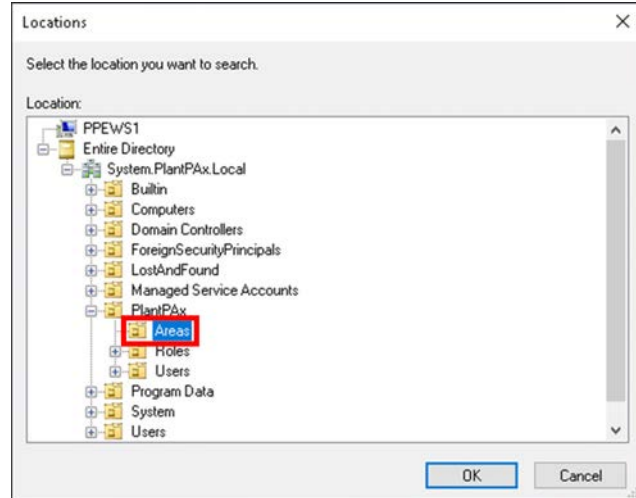 Locations
Select the location you want to search.
Location:
PPEWS1
Entire Directory
System.PlantPAx.Local
Builtin
Computers
Domain Controllers
ForeignSecurityPrincipals
LostAndFound
Managed Service Accounts
PlantPAx
Areas
Roles
Users
Program Data
System
Users
OK
Cancel